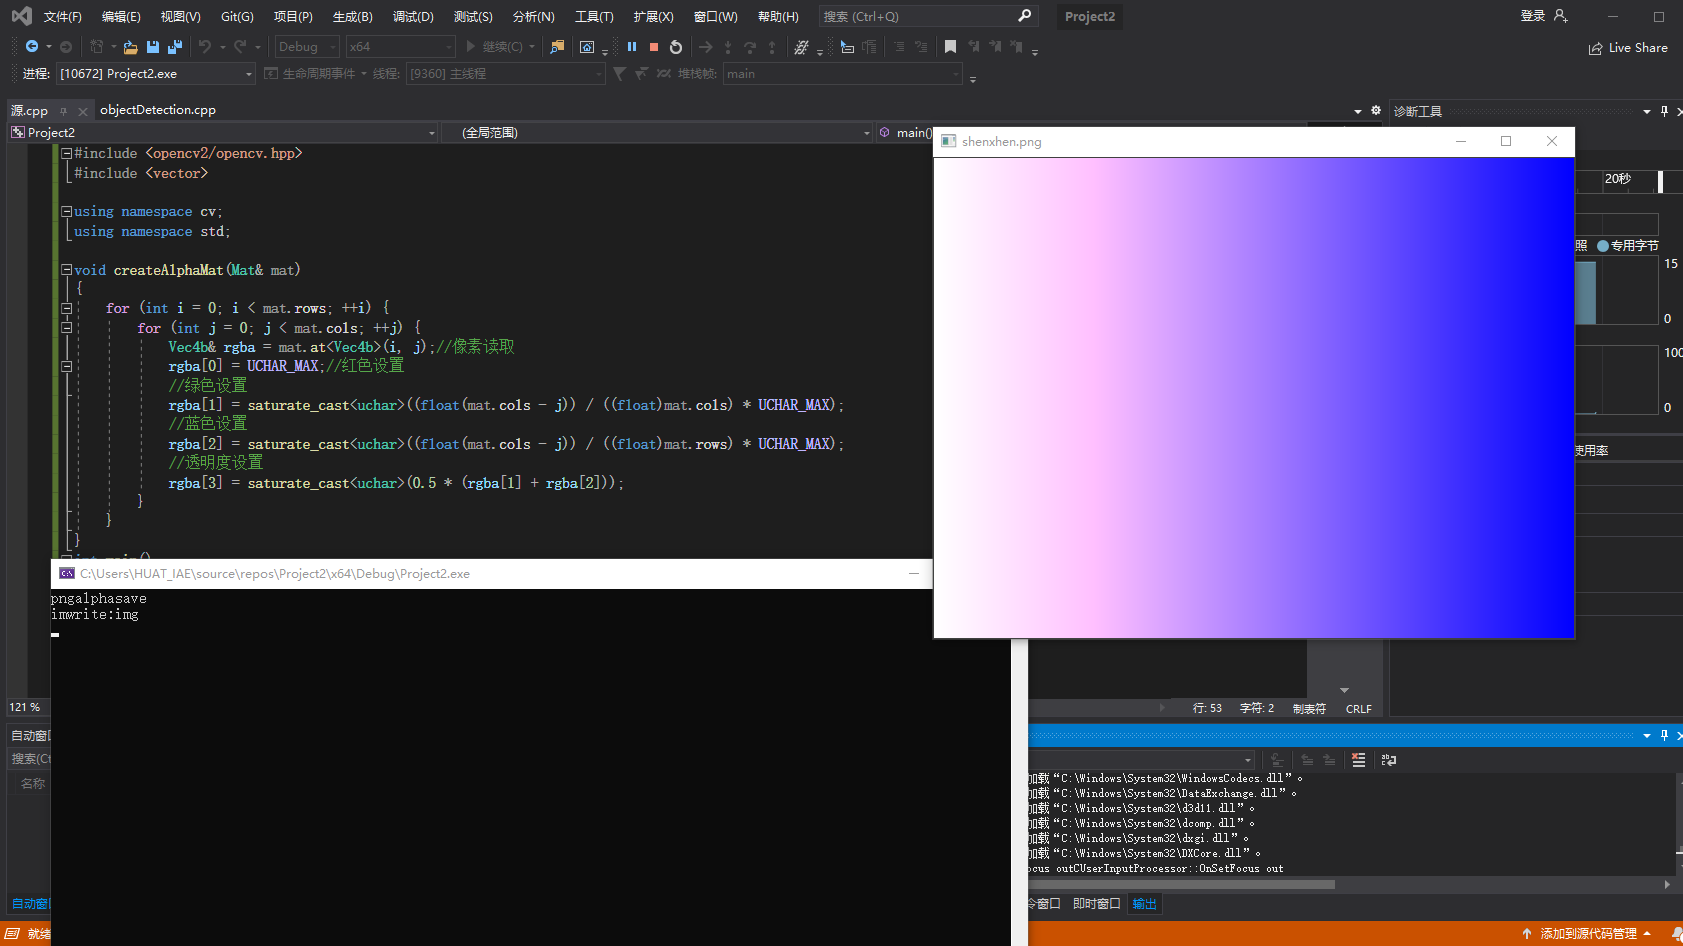 文件(F) 编辑(E) 视图(V) Git(G) 项目(P) 生成(B) 调试(D) 测试(S) 分析(N) 工具(T) 扩展(X) 窗口(W) 帮助(H) 搜索 (Ctrl+Q) Project2 登录
Debug x64 继续(C) Live Share
进程: [10672] Project2.exe 生命周期事件 线程: [9360] 主线程 堆栈帧: main
源.cpp objectDetection.cpp 诊断工具
Project2 (全局范围) main()
shenxhen.png
#include <opencv2/opencv.hpp>
#include <vector>
20秒
using namespace cv;
using namespace std;
照 专用字节
15
0
void createAlphaMat(Mat& mat)
{
for (int i = 0; i < mat.rows; ++i) {
for (int j = 0; j < mat.cols; ++j) {
Vec4b& rgba = mat.at<Vec4b>(i, j);//像素读取
100
rgba[0] = UCHAR_MAX;//红色设置
//绿色设置
rgba[1] = saturate_cast<uchar>((float(mat.cols - j)) / ((float)mat.cols) * UCHAR_MAX);
0
//蓝色设置
rgba[2] = saturate_cast<uchar>((float(mat.cols - j)) / ((float)mat.rows) * UCHAR_MAX);
使用率
//透明度设置
rgba[3] = saturate_cast<uchar>(0.5 * (rgba[1] + rgba[2]));
}
}
}
int main()
C:\Users\HUAT_IAE\source\repos\Project2\x64\Debug\Project2.exe
pngalphasave
imwrite:img
121 % 行: 53 字符: 2 制表符 CRLF
自动窗
搜索(Ct
名称
加载“C:\Windows\System32\WindowsCodecs.dll”。
加载“C:\Windows\System32\DataExchange.dll”。
加载“C:\Windows\System32\d3d11.dll”。
加载“C:\Windows\System32\dcomp.dll”。
加载“C:\Windows\System32\dxgi.dll”。
加载“C:\Windows\System32\DXCore.dll”。
ocus outCUserInputProcessor::OnSetFocus out
自动窗 令窗口 即时窗口 输出
就绪 添加到源代码管理